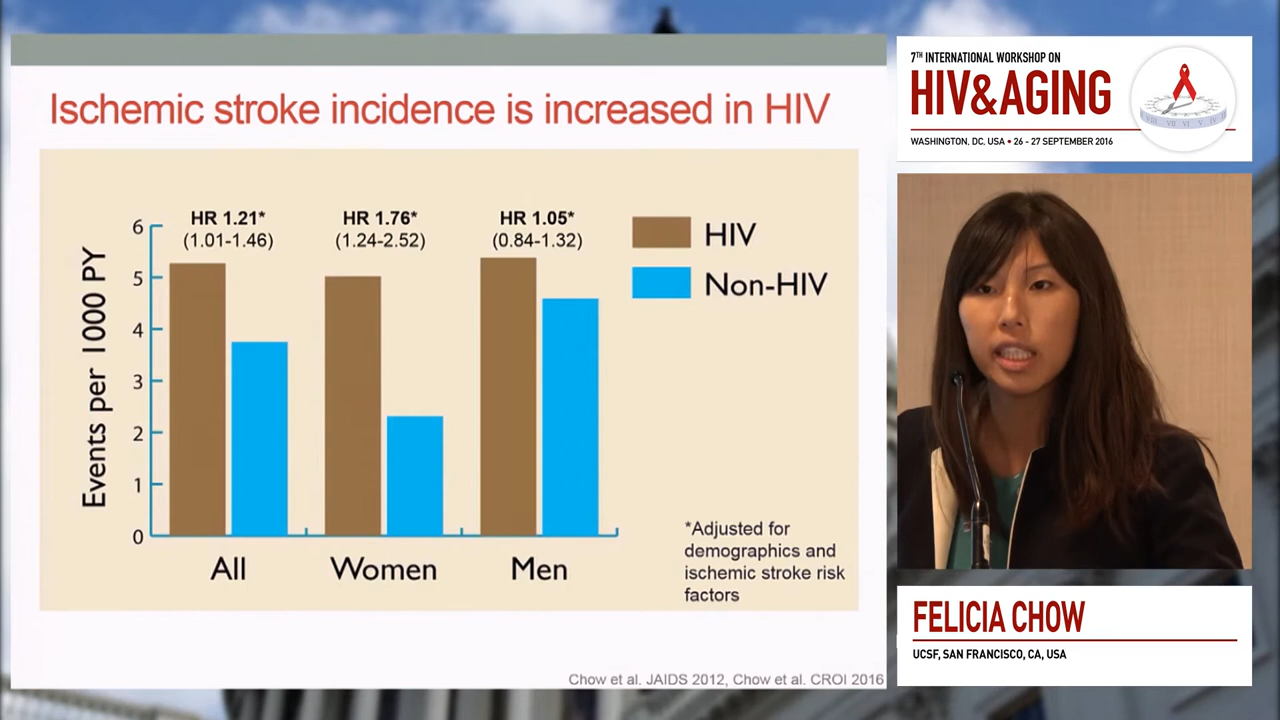 Ischemic stroke incidence is increased in HIV
Events per 1000 PY
6
5
4
3
2
1
0
HR 1.21*
(1.01-1.46)
HR 1.76*
(1.24-2.52)
HR 1.05*
(0.84-1.32)
HIV
Non-HIV
All
Women
Men
*Adjusted for
demographics and
ischemic stroke risk
factors
Chow et al. JAIDS 2012, Chow et al. CROI 2016
7TH INTERNATIONAL WORKSHOP ON
HIV&AGING
WASHINGTON, DC, USA • 26 - 27 SEPTEMBER 2016
FELICIA CHOW
UCSF, SAN FRANCISCO, CA, USA